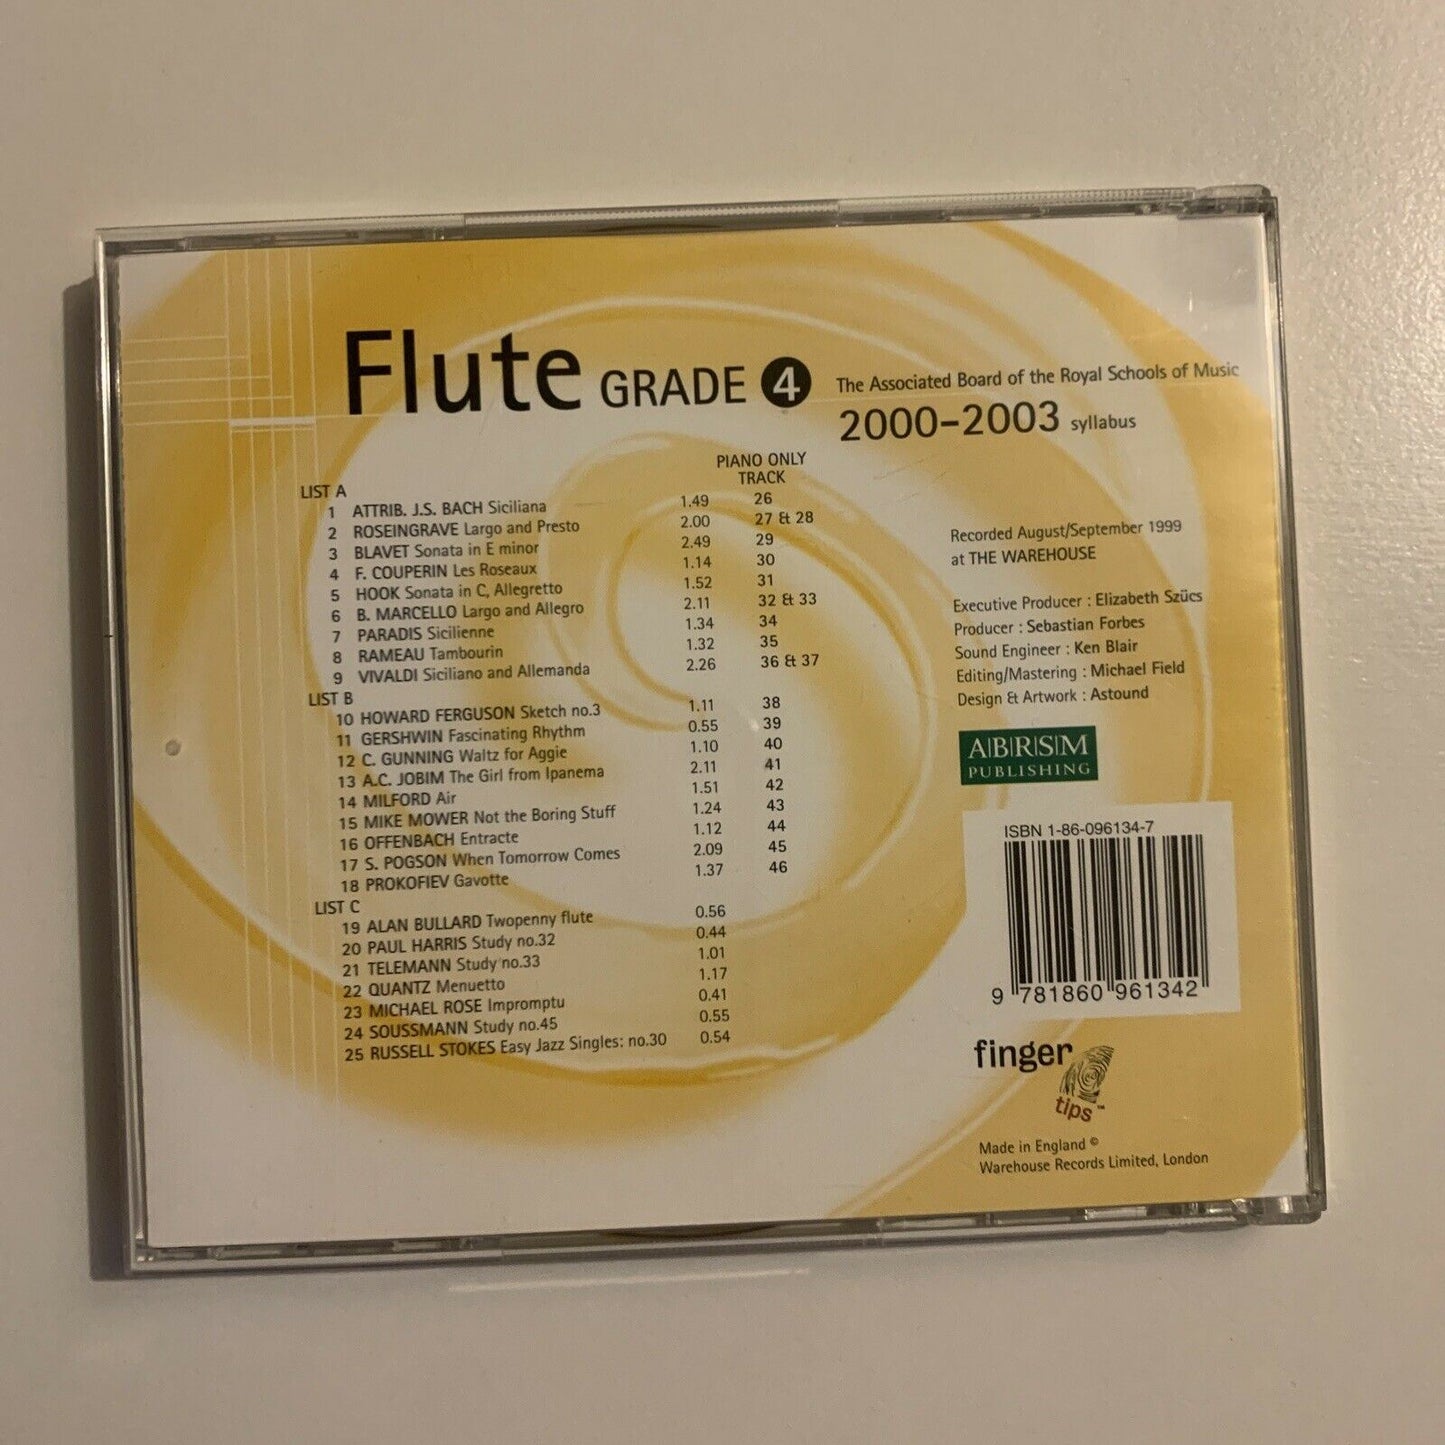 Flute GRADE 4
The Associated Board of the Royal Schools of Music
2000–2003 syllabus
PIANO ONLY
TRACK
LIST A
1 ATTRIB. J.S. BACH Siciliana 1.49 26
2 ROSEINGRAVE Largo and Presto 2.00 27 & 28
3 BLAVET Sonata in E minor 2.49 29
4 F. COUPERIN Les Roseaux 1.14 30
5 HOOK Sonata in C, Allegretto 1.52 31
6 B. MARCELLO Largo and Allegro 2.11 32 & 33
7 PARADIS Sicilienne 1.34 34
8 RAMEAU Tambourin 1.32 35
9 VIVALDI Siciliano and Allemanda 2.26 36 & 37
LIST B
10 HOWARD FERGUSON Sketch no.3 1.11 38
11 GERSHWIN Fascinating Rhythm 0.55 39
12 C. GUNNING Waltz for Aggie 1.10 40
13 A.C. JOBIM The Girl from Ipanema 2.11 41
14 MILFORD Air 1.51 42
15 MIKE MOWER Not the Boring Stuff 1.24 43
16 OFFENBACH Entracte 1.12 44
17 S. POGSON When Tomorrow Comes 2.09 45
18 PROKOFIEV Gavotte 1.37 46
LIST C
19 ALAN BULLARD Twopenny flute 0.56
20 PAUL HARRIS Study no.32 0.44
21 TELEMANN Study no.33 1.01
22 QUANTZ Menuetto 1.17
23 MICHAEL ROSE Impromptu 0.41
24 SOUSSMANN Study no.45 0.55
25 RUSSELL STOKES Easy Jazz Singles: no.30 0.54
Recorded August/September 1999
at THE WAREHOUSE
Executive Producer : Elizabeth Szücs
Producer : Sebastian Forbes
Sound Engineer : Ken Blair
Editing/Mastering : Michael Field
Design & Artwork : Astound
A|B|R|S|M
PUBLISHING
ISBN 1-86-096134-7
9 781860 961342
finger
tips™
Made in England ©
Warehouse Records Limited, London